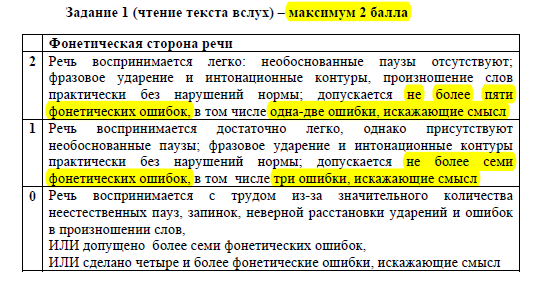 Задание 1 (чтение текста вслух) – максимум 2 балла
Фонетическая сторона речи
2 Речь воспринимается легко: необоснованные паузы отсутствуют;
фразовое ударение и интонационные контуры, произношение слов
практически без нарушений нормы; допускается не более пяти
фонетических ошибок, в том числе одна-две ошибки, искажающие смысл
1 Речь воспринимается достаточно легко, однако присутствуют
необоснованные паузы; фразовое ударение и интонационные контуры
практически без нарушений нормы; допускается не более семи
фонетических ошибок, в том числе три ошибки, искажающие смысл
0 Речь воспринимается с трудом из-за значительного количества
неестественных пауз, запинок, неверной расстановки ударений и ошибок
в произношении слов,
ИЛИ допущено более семи фонетических ошибок,
ИЛИ сделано четыре и более фонетические ошибки, искажающие смысл